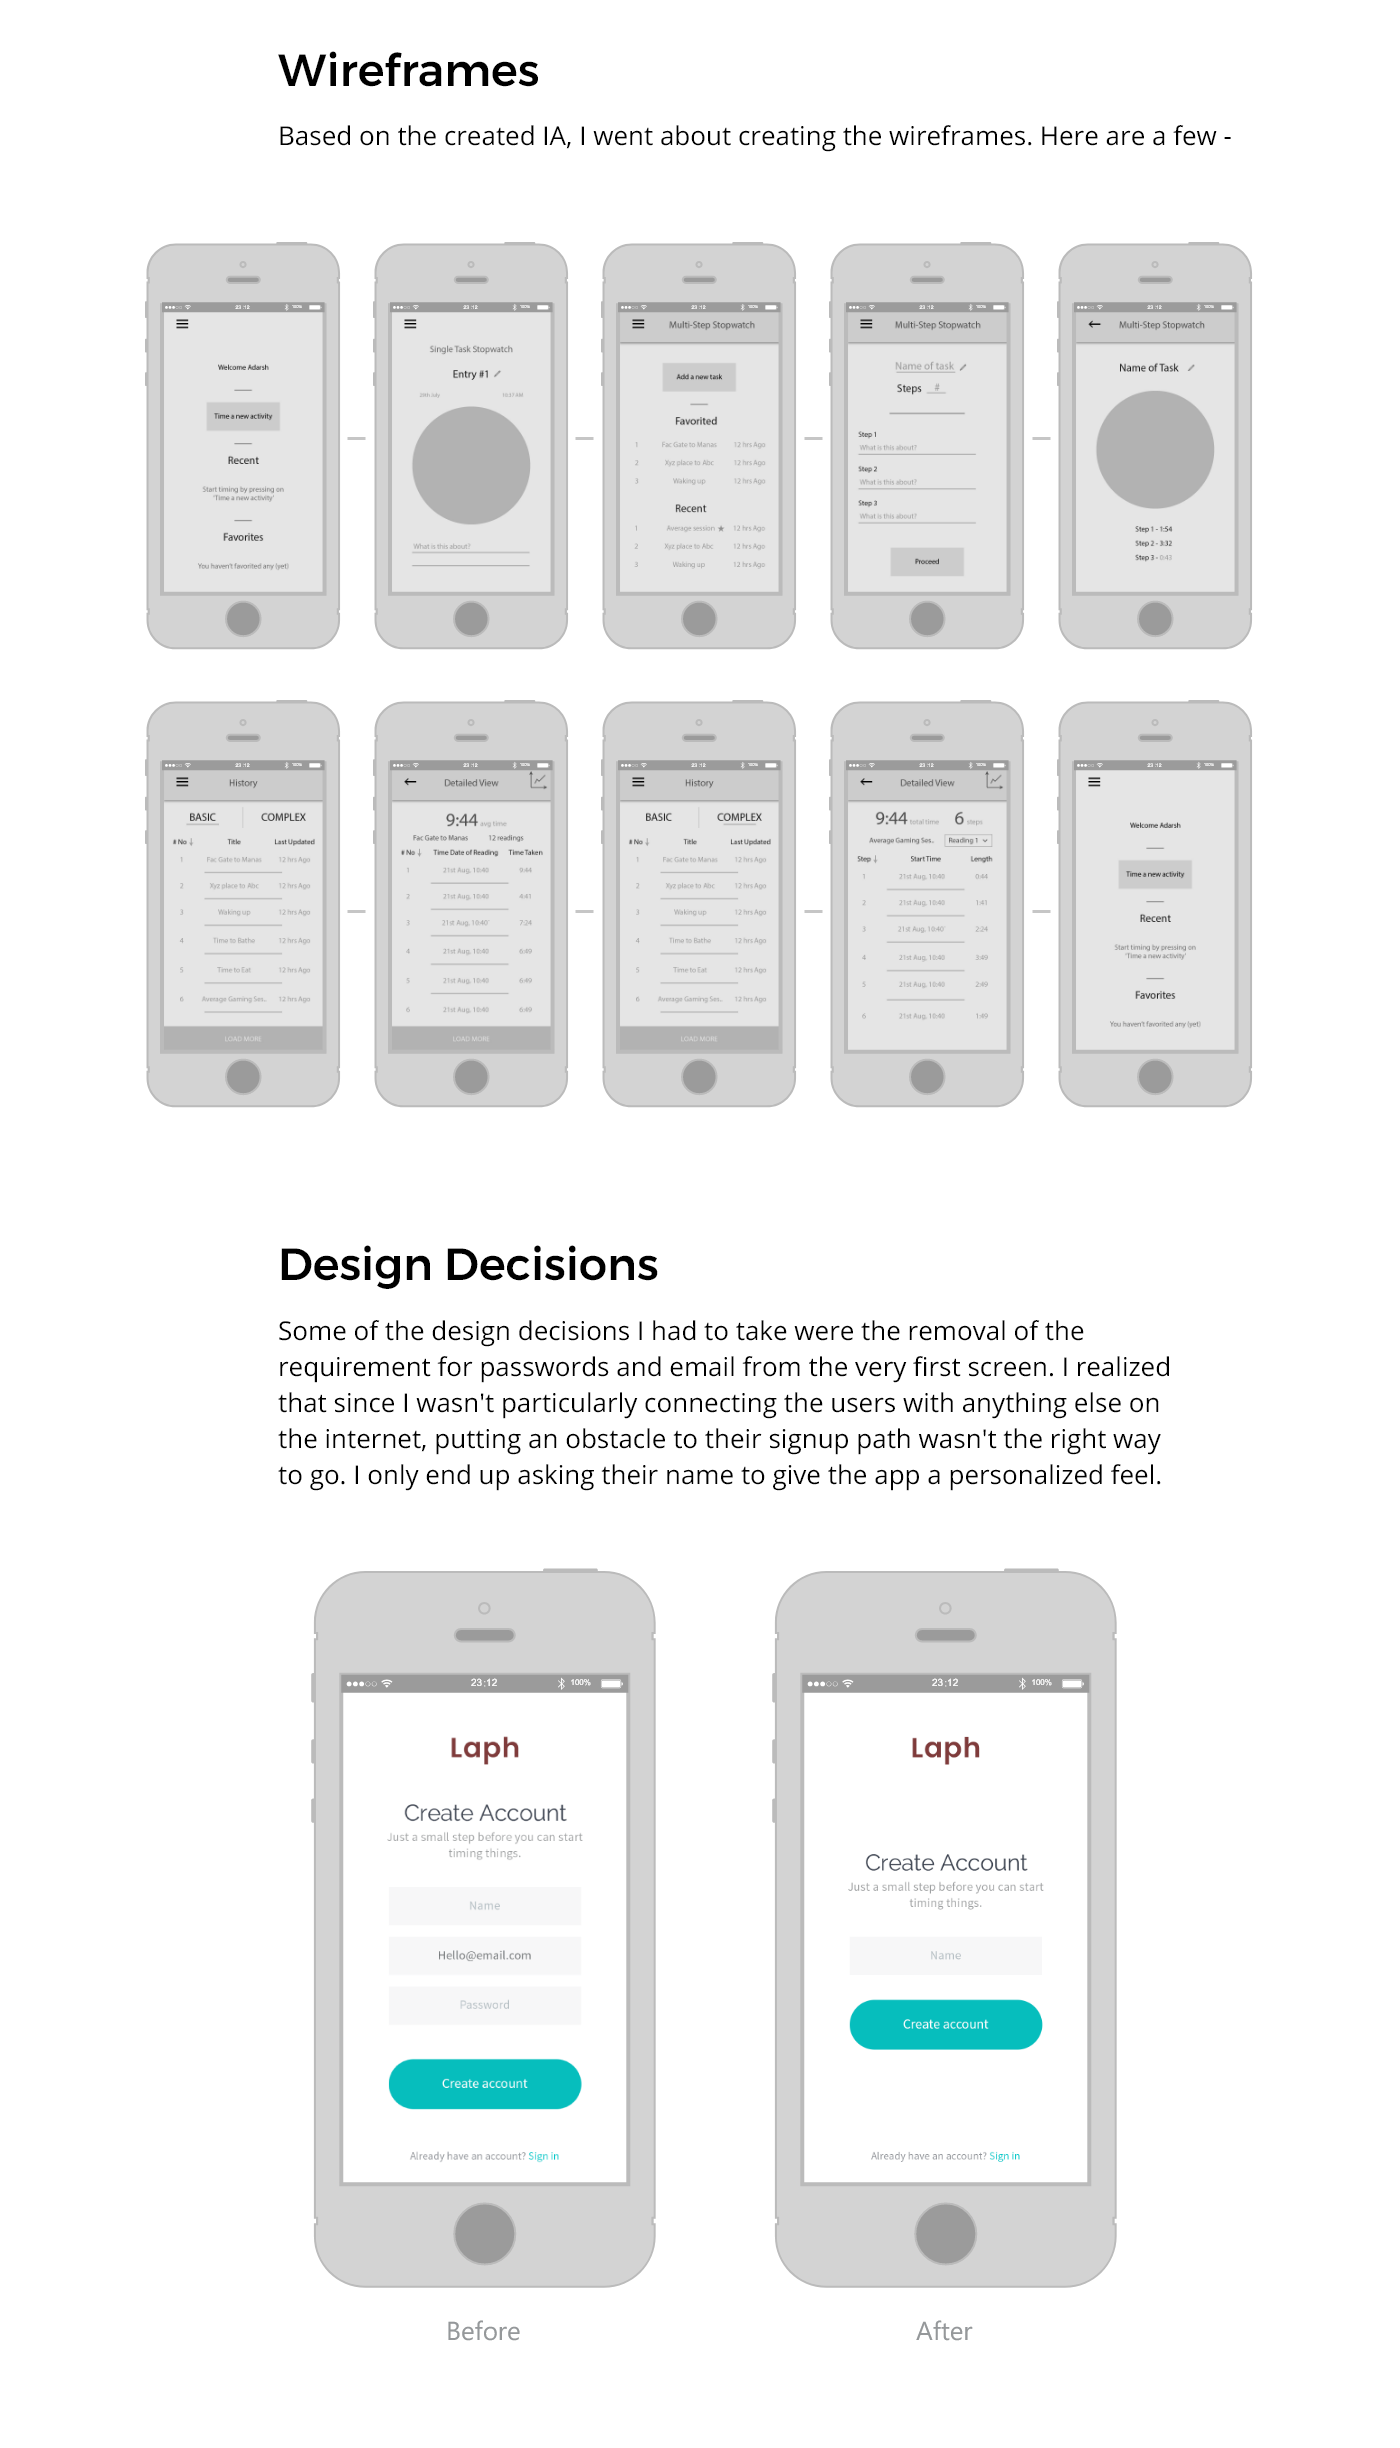 Wireframes
Based on the created IA, I went about creating the wireframes. Here are a few -
23:12 100%
Welcome Adarsh
Time a new activity
Recent
Start timing by pressing on
'Time a new activity'
Favorites
You haven't favorited any (yet)
23:12 100%
Single Task Stopwatch
Entry #1
20th July 10:37 AM
What is this about?
23:12 100%
Multi-Step Stopwatch
Add a new task
Favorited
1 Fac Gate to Manas 12 hrs Ago
2 Xyz place to Abc 12 hrs Ago
3 Waking up 12 hrs Ago
Recent
1 Average session ★ 12 hrs Ago
2 Xyz place to Abc 12 hrs Ago
3 Waking up 12 hrs Ago
23:12 100%
Multi-Step Stopwatch
Name of task
Steps #
Step 1
What is this about?
Step 2
What is this about?
Step 3
What is this about?
Proceed
23:12 100%
Multi-Step Stopwatch
Name of Task
Step 1 - 1:54
Step 2 - 3:32
Step 3 - 0:43
23:12 100%
History
BASIC COMPLEX
# No ↓ Title Last Updated
1 Fac Gate to Manas 12 hrs Ago
2 Xyz place to Abc 12 hrs Ago
3 Waking up 12 hrs Ago
4 Time to Bathe 12 hrs Ago
5 Time to Eat 12 hrs Ago
6 Average Gaming Ses.. 12 hrs Ago
LOAD MORE
23:12 100%
Detailed View
9:44 avg time
Fac Gate to Manas 12 readings
# No ↓ Time Date of Reading Time Taken
1 21st Aug, 10:40 9:44
2 21st Aug, 10:40 4:41
3 21st Aug, 10:40' 7:24
4 21st Aug, 10:40 6:49
5 21st Aug, 10:40 6:49
6 21st Aug, 10:40 6:49
LOAD MORE
23:12 100%
History
BASIC COMPLEX
# No ↓ Title Last Updated
1 Fac Gate to Manas 12 hrs Ago
2 Xyz place to Abc 12 hrs Ago
3 Waking up 12 hrs Ago
4 Time to Bathe 12 hrs Ago
5 Time to Eat 12 hrs Ago
6 Average Gaming Ses.. 12 hrs Ago
LOAD MORE
23:12 100%
Detailed View
9:44 total time 6 steps
Average Gaming Ses.. Reading 1
Step ↓ Start Time Length
1 21st Aug, 10:40 0:44
2 21st Aug, 10:40 1:41
3 21st Aug, 10:40' 2:24
4 21st Aug, 10:40 3:49
5 21st Aug, 10:40 2:49
6 21st Aug, 10:40 1:49
23:12 100%
Welcome Adarsh
Time a new activity
Recent
Start timing by pressing on
'Time a new activity'
Favorites
You haven't favorited any (yet)
Design Decisions
Some of the design decisions I had to take were the removal of the
requirement for passwords and email from the very first screen. I realized
that since I wasn't particularly connecting the users with anything else on
the internet, putting an obstacle to their signup path wasn't the right way
to go. I only end up asking their name to give the app a personalized feel.
23:12 100%
Laph
Create Account
Just a small step before you can start
timing things.
Name
Hello@email.com
Password
Create account
Already have an account? Sign in
Before
23:12 100%
Laph
Create Account
Just a small step before you can start
timing things.
Name
Create account
Already have an account? Sign in
After